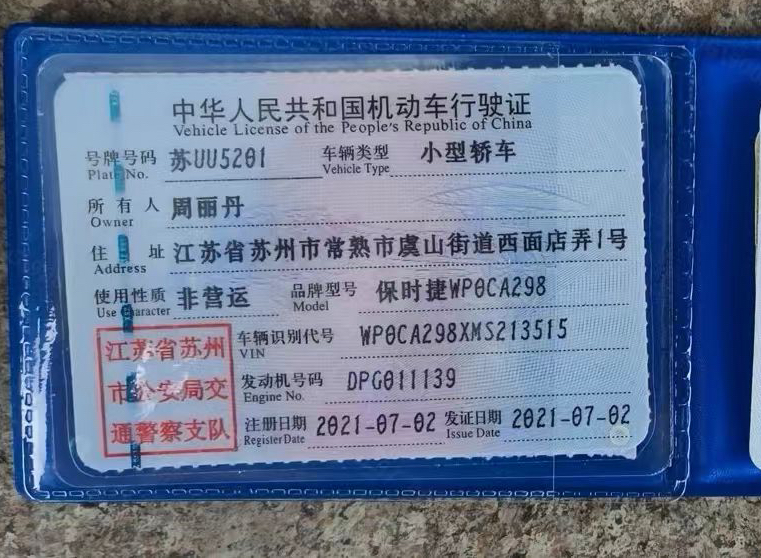 中华人民共和国机动车行驶证
Vehicle License of the People's Republic of China
号牌号码 苏UU5201 车辆类型 小型轿车
Plate No. Vehicle Type
所有人 周丽丹
Owner
住址 江苏省苏州市常熟市虞山街道西面店弄1号
Address
使用性质 非营运 品牌型号 保时捷WP0CA298
Use Character Model
江苏省苏州 车辆识别代号 WP0CA298XMS213515
VIN
市公安局交 发动机号码 DPG011139
Engine No.
通警察支队 注册日期 2021-07-02 发证日期 2021-07-02
Register Date Issue Date